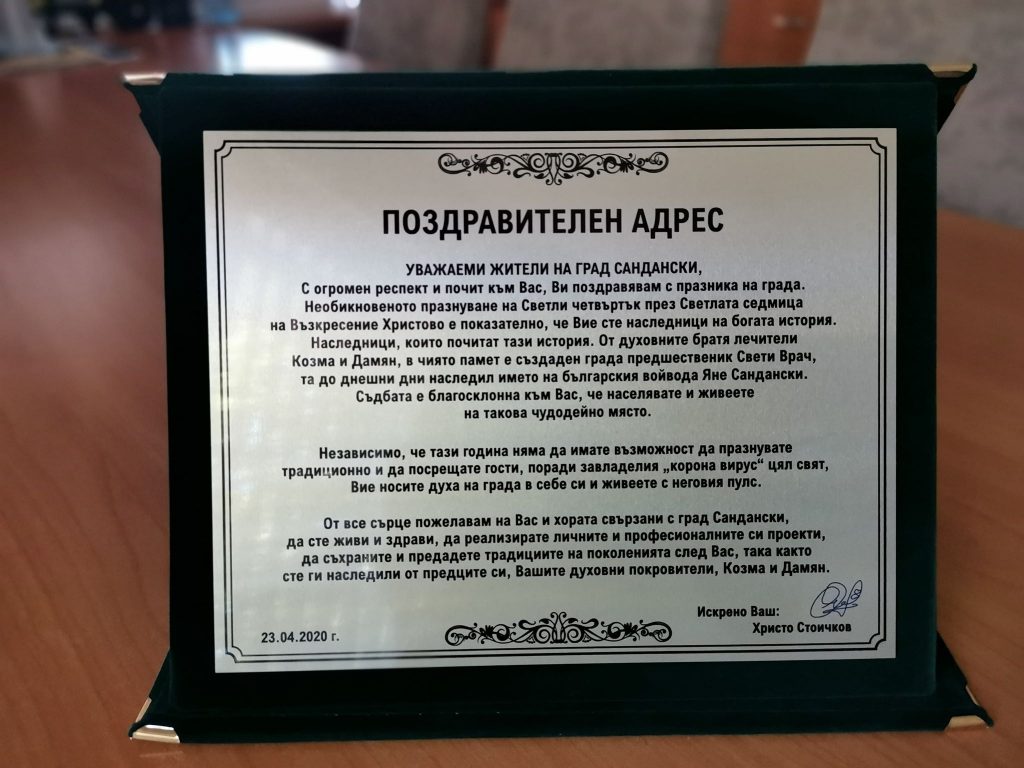 ПОЗДРАВИТЕЛЕН АДРЕС
УВАЖАЕМИ ЖИТЕЛИ НА ГРАД САНДАНСКИ,
С огромен респект и почит към Вас, Ви поздравявам с празника на града.
Необикновеното празнуване на Светли четвъртък през Светлата седмица
на Възкресение Христово е показателно, че Вие сте наследници на богата история.
Наследници, които почитат тази история. От духовните братя лечители
Козма и Дамян, в чиято памет е създаден града предшественик Свети Врач,
та до днешни дни наследил името на българския войвода Яне Сандански.
Съдбата е благосклонна към Вас, че населявате и живеете
на такова чудодейно място.
Независимо, че тази година няма да имате възможност да празнувате
традиционно и да посрещате гости, поради завладелия „корона вирус“ цял свят,
Вие носите духа на града в себе си и живеете с неговия пулс.
От все сърце пожелавам на Вас и хората свързани с град Сандански,
да сте живи и здрави, да реализирате личните и професионалните си проекти,
да съхраните и предадете традициите на поколенията след Вас, така както
сте ги наследили от предците си, Вашите духовни покровители, Козма и Дамян.
Искрено Ваш:
Христо Стоичков
23.04.2020 г.